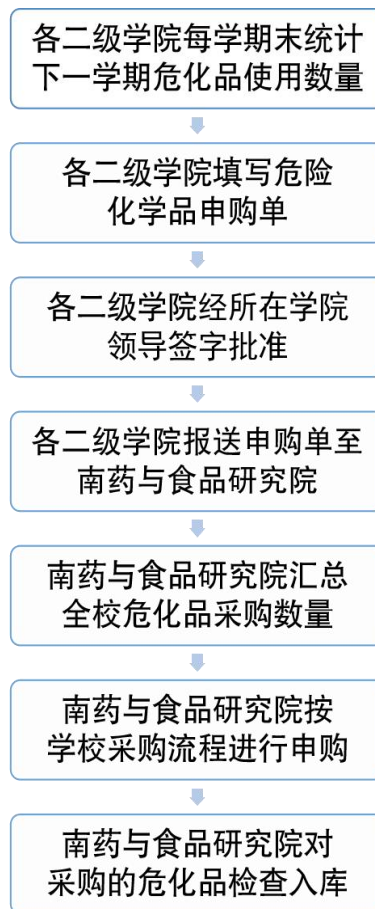 各二级学院每学期末统计
下一学期危化品使用数量
各二级学院填写危险
化学品申购单
各二级学院经所在学院
领导签字批准
各二级学院报送申购单至
南药与食品研究院
南药与食品研究院汇总
全校危化品采购数量
南药与食品研究院按
学校采购流程进行申购
南药与食品研究院对
采购的危化品检查入库